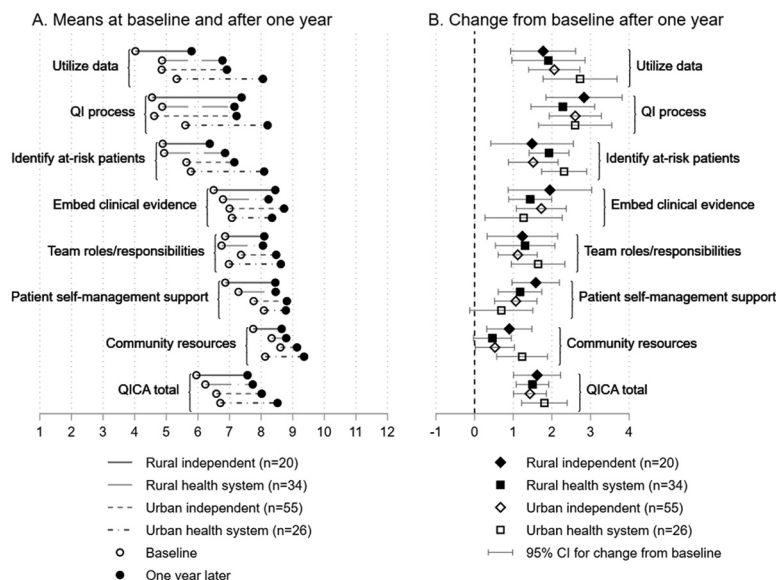 A. Means at baseline and after one year
Utilize data
QI process
Identify at-risk patients
Embed clinical evidence
Team roles/responsibilities
Patient self-management support
Community resources
QICA total
1 2 3 4 5 6 7 8 9 10 11 12
Rural independent (n=20)
Rural health system (n=34)
Urban independent (n=55)
Urban health system (n=26)
Baseline
One year later
B. Change from baseline after one year
Utilize data
QI process
Identify at-risk patients
Embed clinical evidence
Team roles/responsibilities
Patient self-management support
Community resources
QICA total
-1 0 1 2 3 4
Rural independent (n=20)
Rural health system (n=34)
Urban independent (n=55)
Urban health system (n=26)
95% CI for change from baseline